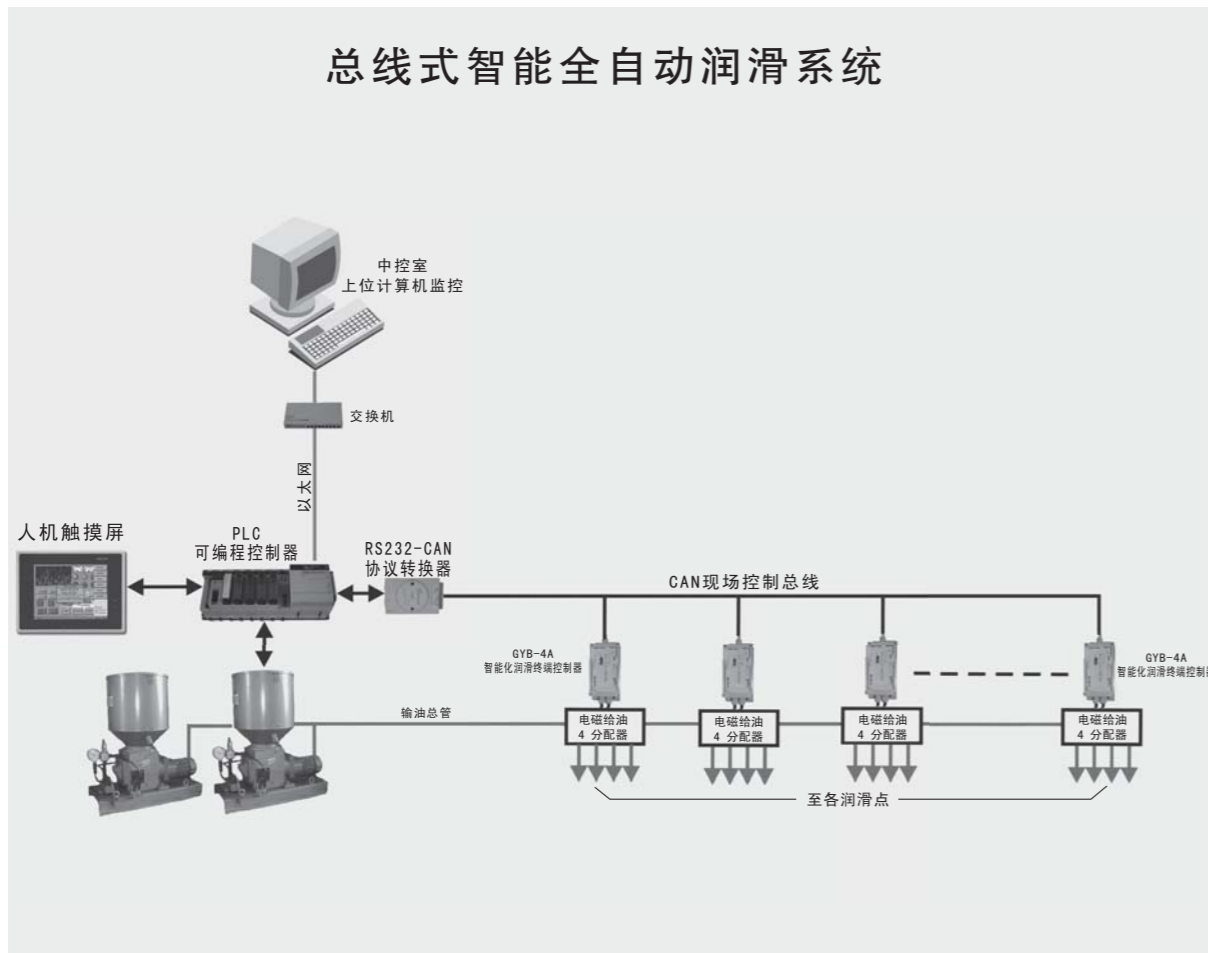 总线式智能全自动润滑系统
中控室
上位计算机监控
交换机
以太网
人机触摸屏
PLC
可编程控制器
RS232-CAN
协议转换器
CAN现场控制总线
GYB-4A
智能化润滑终端控制器
GYB-4A
智能化润滑终端控制器
输油总管
电磁给油
4 分配器
电磁给油
4 分配器
电磁给油
4 分配器
电磁给油
4 分配器
至各润滑点